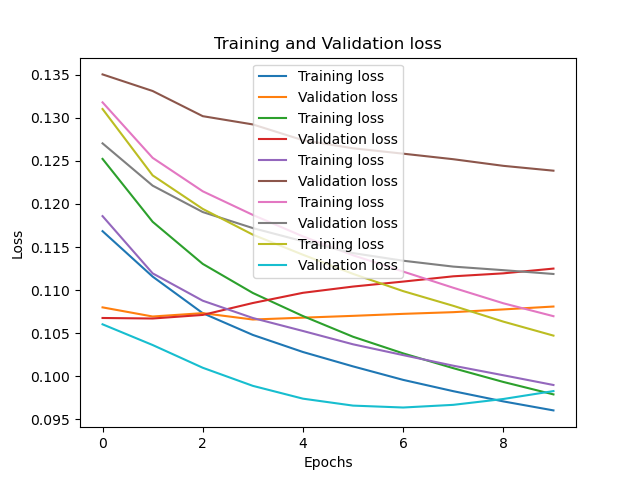 Training and Validation loss
Loss
0.135
0.130
0.125
0.120
0.115
0.110
0.105
0.100
0.095
Training loss
Validation loss
Training loss
Validation loss
Training loss
Validation loss
Training loss
Validation loss
Training loss
Validation loss
0 2 4 6 8
Epochs